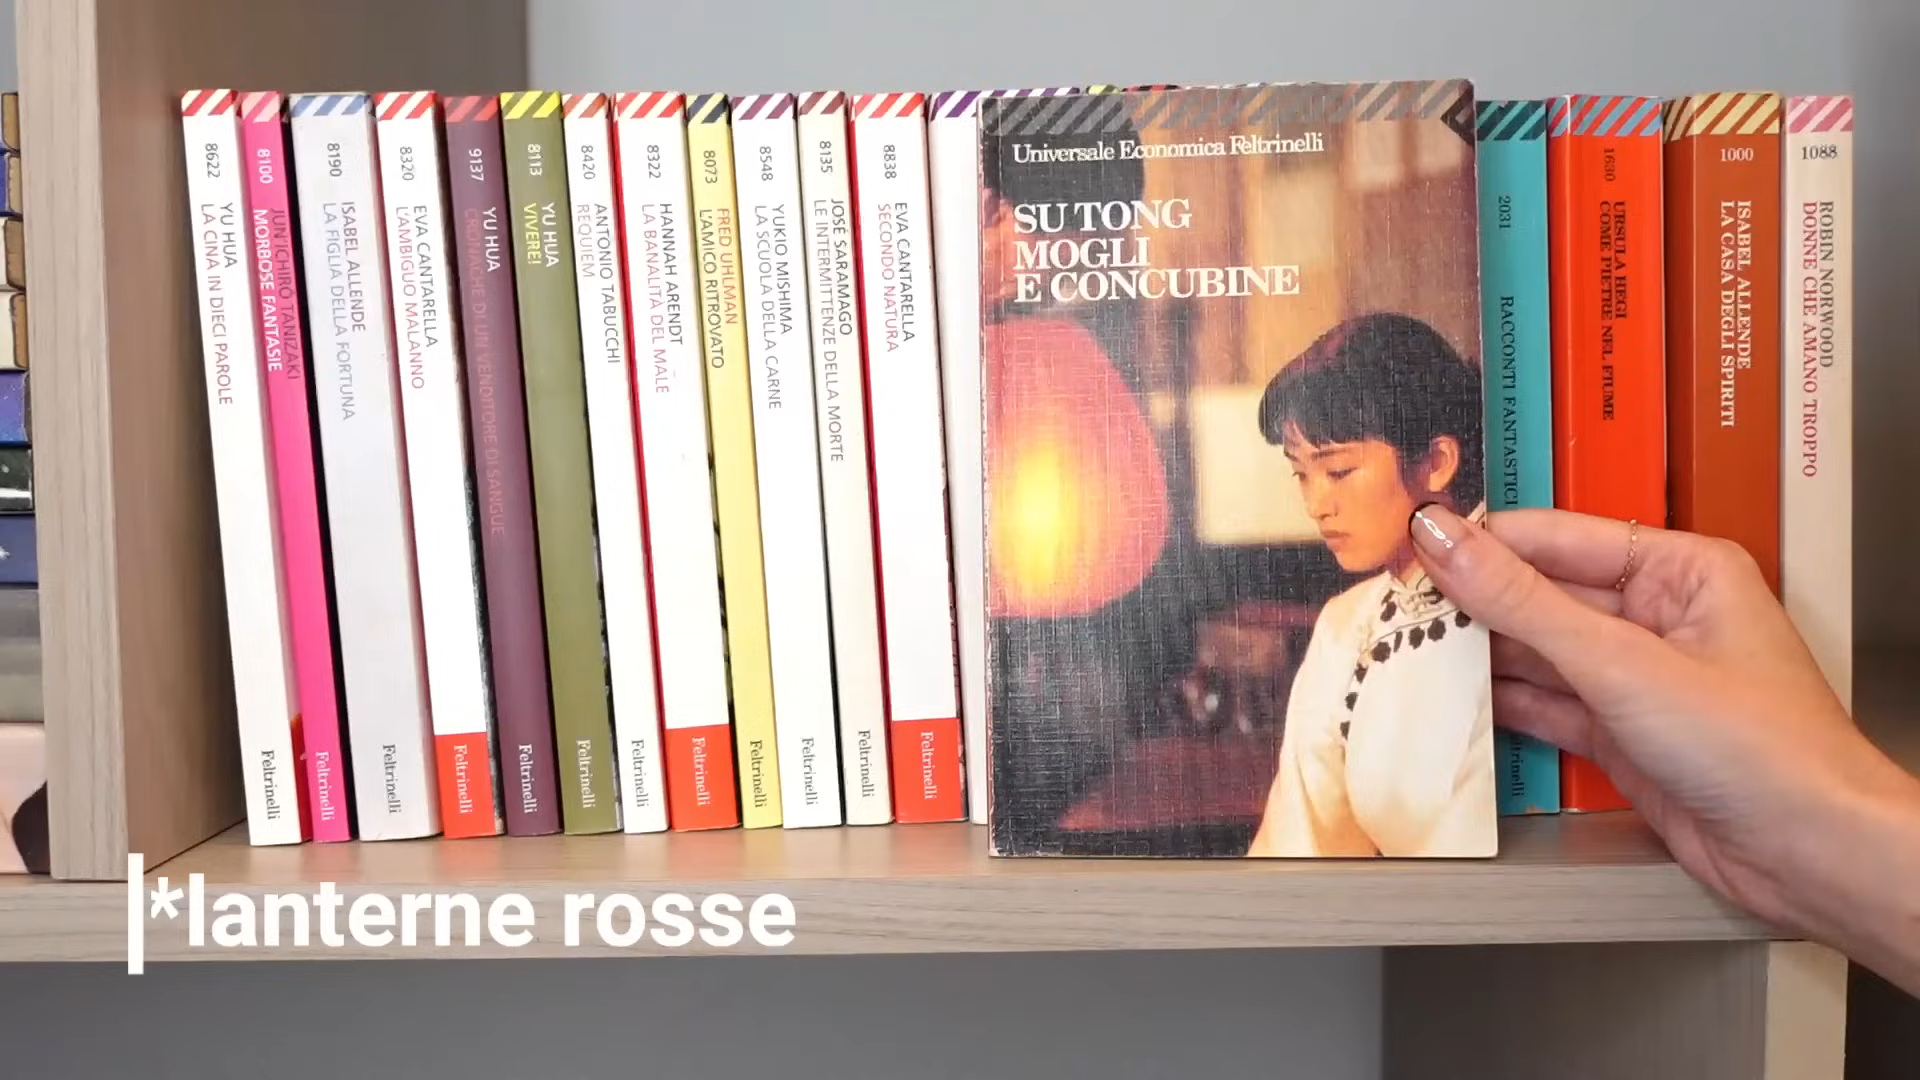 8622
YU HUA
LA CINA IN DIECI PAROLE
Feltrinelli
8100
JUN'ICHIRO TANIZAKI
MORBOSE FANTASIE
Feltrinelli
8190
ISABEL ALLENDE
LA FIGLIA DELLA FORTUNA
Feltrinelli
8320
EVA CANTARELLA
L'AMBIGUO MALANNO
Feltrinelli
9137
YU HUA
CRONACHE DI UN VENDITORE DI SANGUE
Feltrinelli
8113
YU HUA
VIVERE!
Feltrinelli
8420
ANTONIO TABUCCHI
REQUIEM
Feltrinelli
8322
HANNAH ARENDT
LA BANALITÀ DEL MALE
Feltrinelli
8073
FRED UHLMAN
L'AMICO RITROVATO
Feltrinelli
8548
YUKIO MISHIMA
LA SCUOLA DELLA CARNE
Feltrinelli
8135
JOSÉ SARAMAGO
LE INTERMITTENZE DELLA MORTE
Feltrinelli
8838
EVA CANTARELLA
SECONDO NATURA
Feltrinelli
Universale Economica Feltrinelli
SU TONG
MOGLI
E CONCUBINE
2031
RACCONTI FANTASTICI
1630
URSULA HEGI
COME PIETRE NEL FIUME
1000
ISABEL ALLENDE
LA CASA DEGLI SPIRITI
1088
ROBIN NORWOOD
DONNE CHE AMANO TROPPO
*lanterne rosse